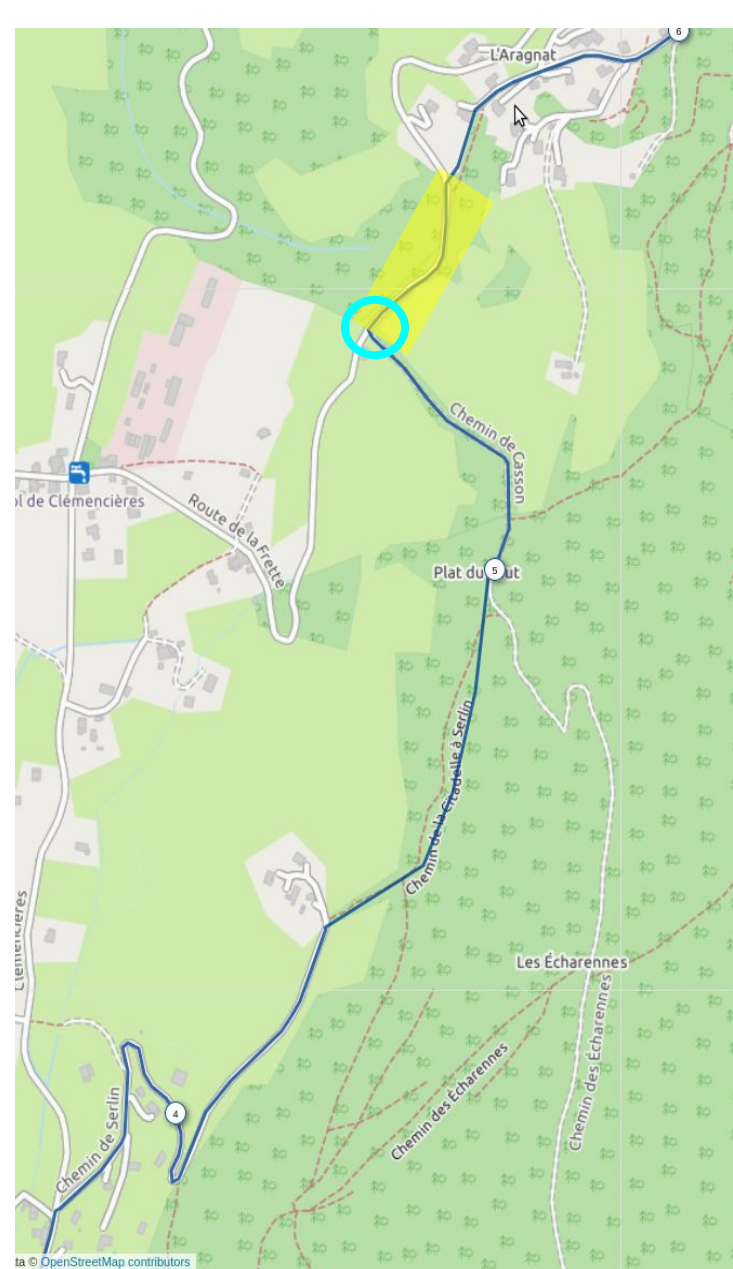 6
L'Aragnat
Chemin de Casson
ol de Clémencières
Route de la Frette
5
Plat du ut
Chemin de la Citadelle à Serlin
Clémencières
Les Écharennes
Chemin des Écharennes
Chemin des Écharennes
4
Chemin de Serlin
ta © OpenStreetMap contributors